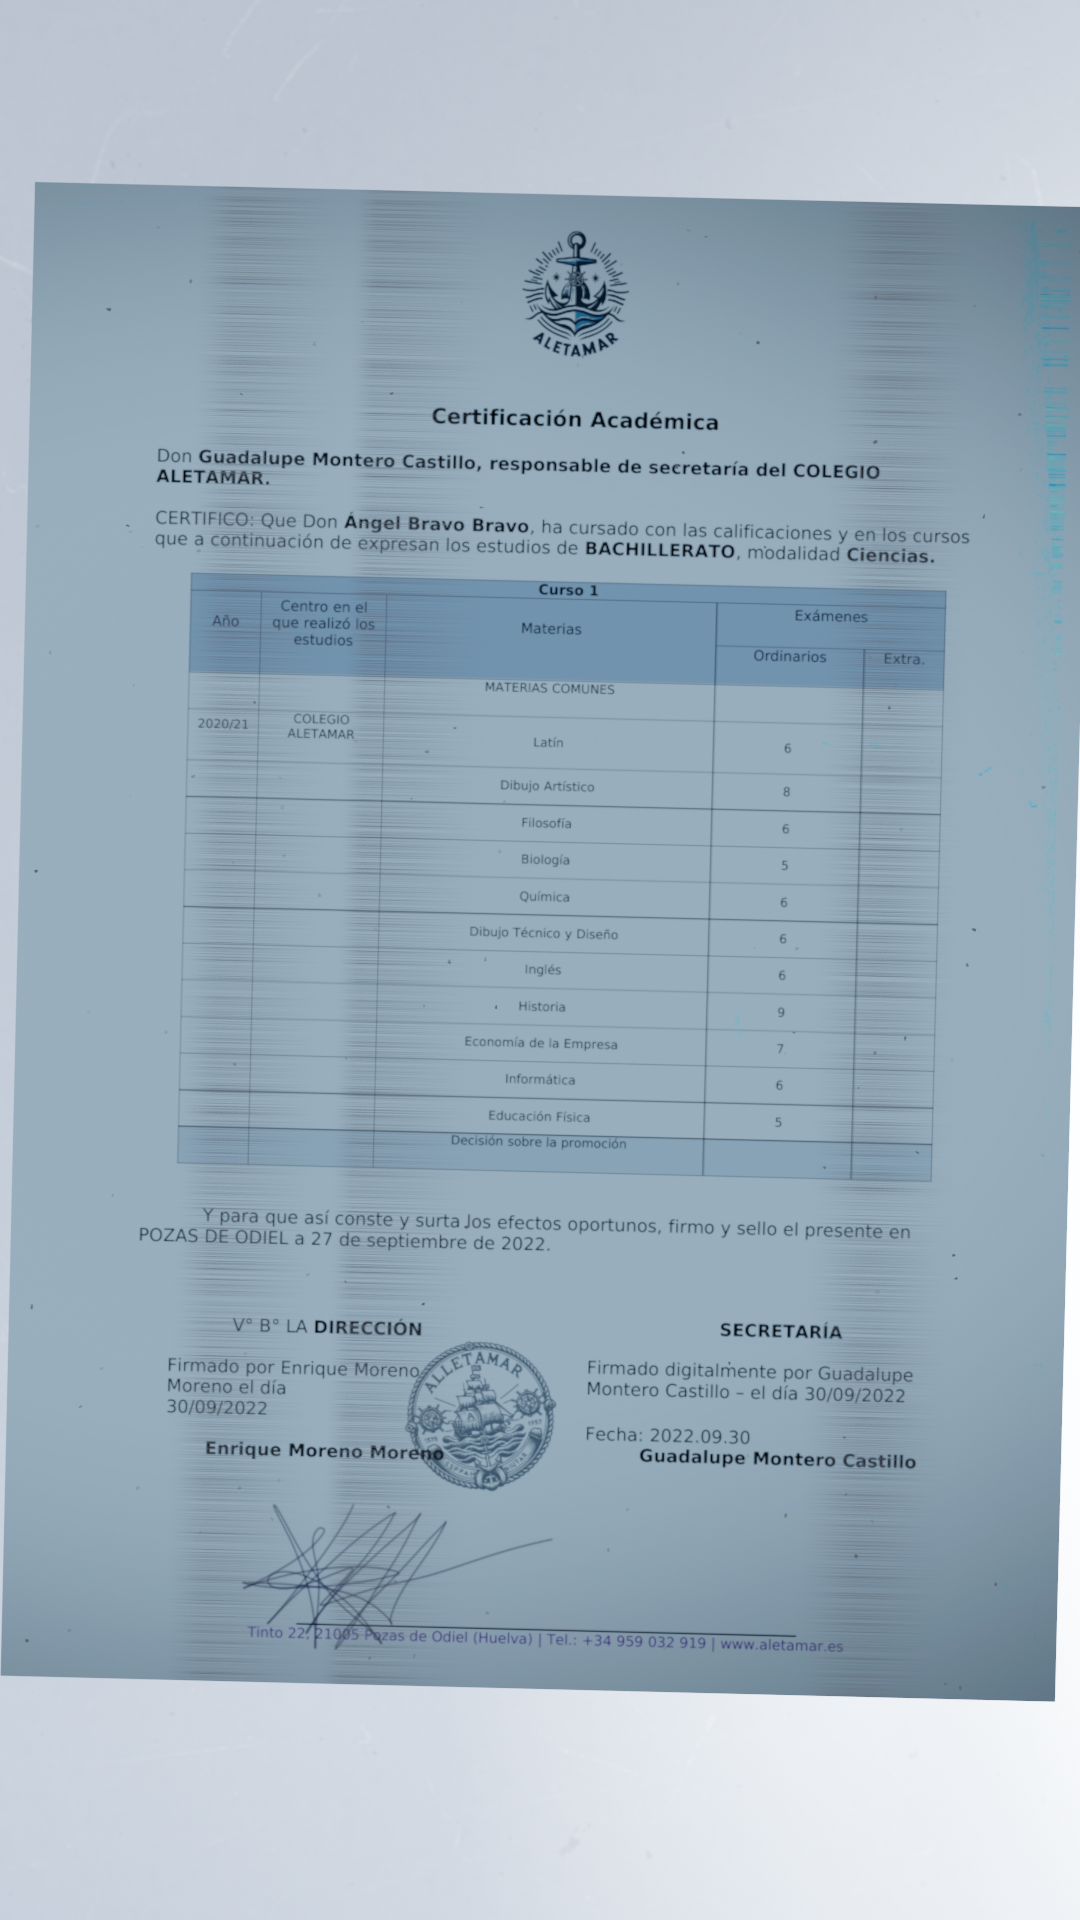 ALETAMAR
Certificación Académica
Don Guadalupe Montero Castillo, responsable de secretaría del COLEGIO
ALETAMAR.
CERTIFICO: Que Don Ángel Bravo Bravo, ha cursado con las calificaciones y en los cursos
que a continuación de expresan los estudios de BACHILLERATO, modalidad Ciencias.
Curso 1
Año Centro en el que realizó los estudios Materias Exámenes
Ordinarios Extra.
MATERIAS COMUNES
2020/21 COLEGIO ALETAMAR Latín 6
Dibujo Artístico 8
Filosofía 6
Biología 5
Química 6
Dibujo Técnico y Diseño 6
Inglés 6
Historia 9
Economía de la Empresa 7
Informática 6
Educación Física 5
Decisión sobre la promoción
Y para que así conste y surta los efectos oportunos, firmo y sello el presente en
POZAS DE ODIEL a 27 de septiembre de 2022.
V° B° LA DIRECCIÓN
Firmado por Enrique Moreno
Moreno el día
30/09/2022
Enrique Moreno Moreno
ALLETAMAR
SECRETARÍA
Firmado digitalmente por Guadalupe
Montero Castillo – el día 30/09/2022
Fecha: 2022.09.30
Guadalupe Montero Castillo
Tinto 22, 21005 Pozas de Odiel (Huelva) | Tel.: +34 959 032 919 | www.aletamar.es